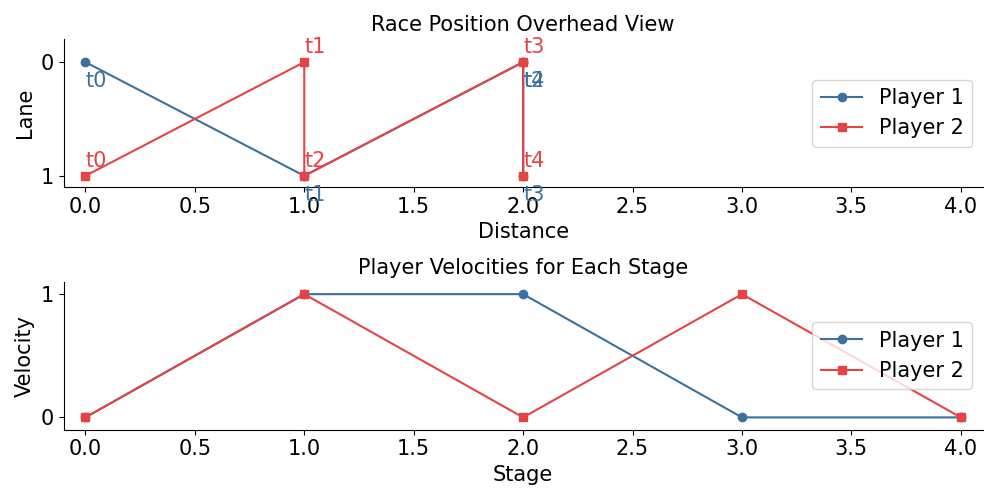 Race Position Overhead View
Lane
0
1
t0
t0
t1
t2
t1
t3
t2
t4
t4
t3
Player 1
Player 2
0.0 0.5 1.0 1.5 2.0 2.5 3.0 3.5 4.0
Distance
Player Velocities for Each Stage
Velocity
1
0
Player 1
Player 2
0.0 0.5 1.0 1.5 2.0 2.5 3.0 3.5 4.0
Stage